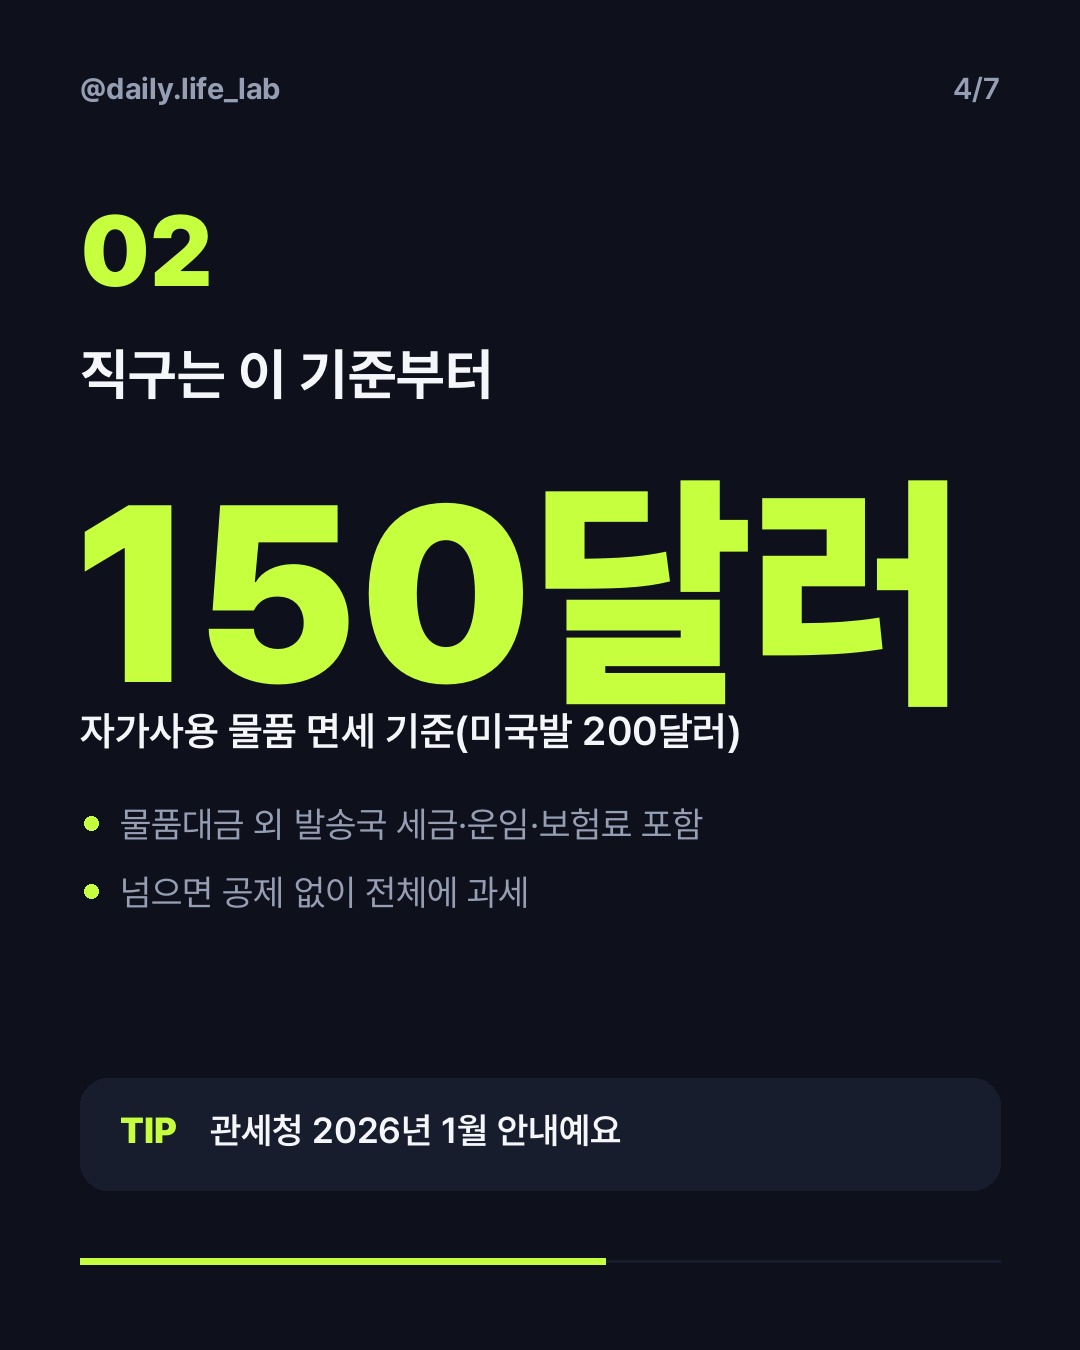 @daily.life_lab
4/7
02
직구는 이 기준부터
150달러
자가사용 물품 면세 기준(미국발 200달러)
물품대금 외 발송국 세금·운임·보험료 포함
넘으면 공제 없이 전체에 과세
TIP 관세청 2026년 1월 안내예요